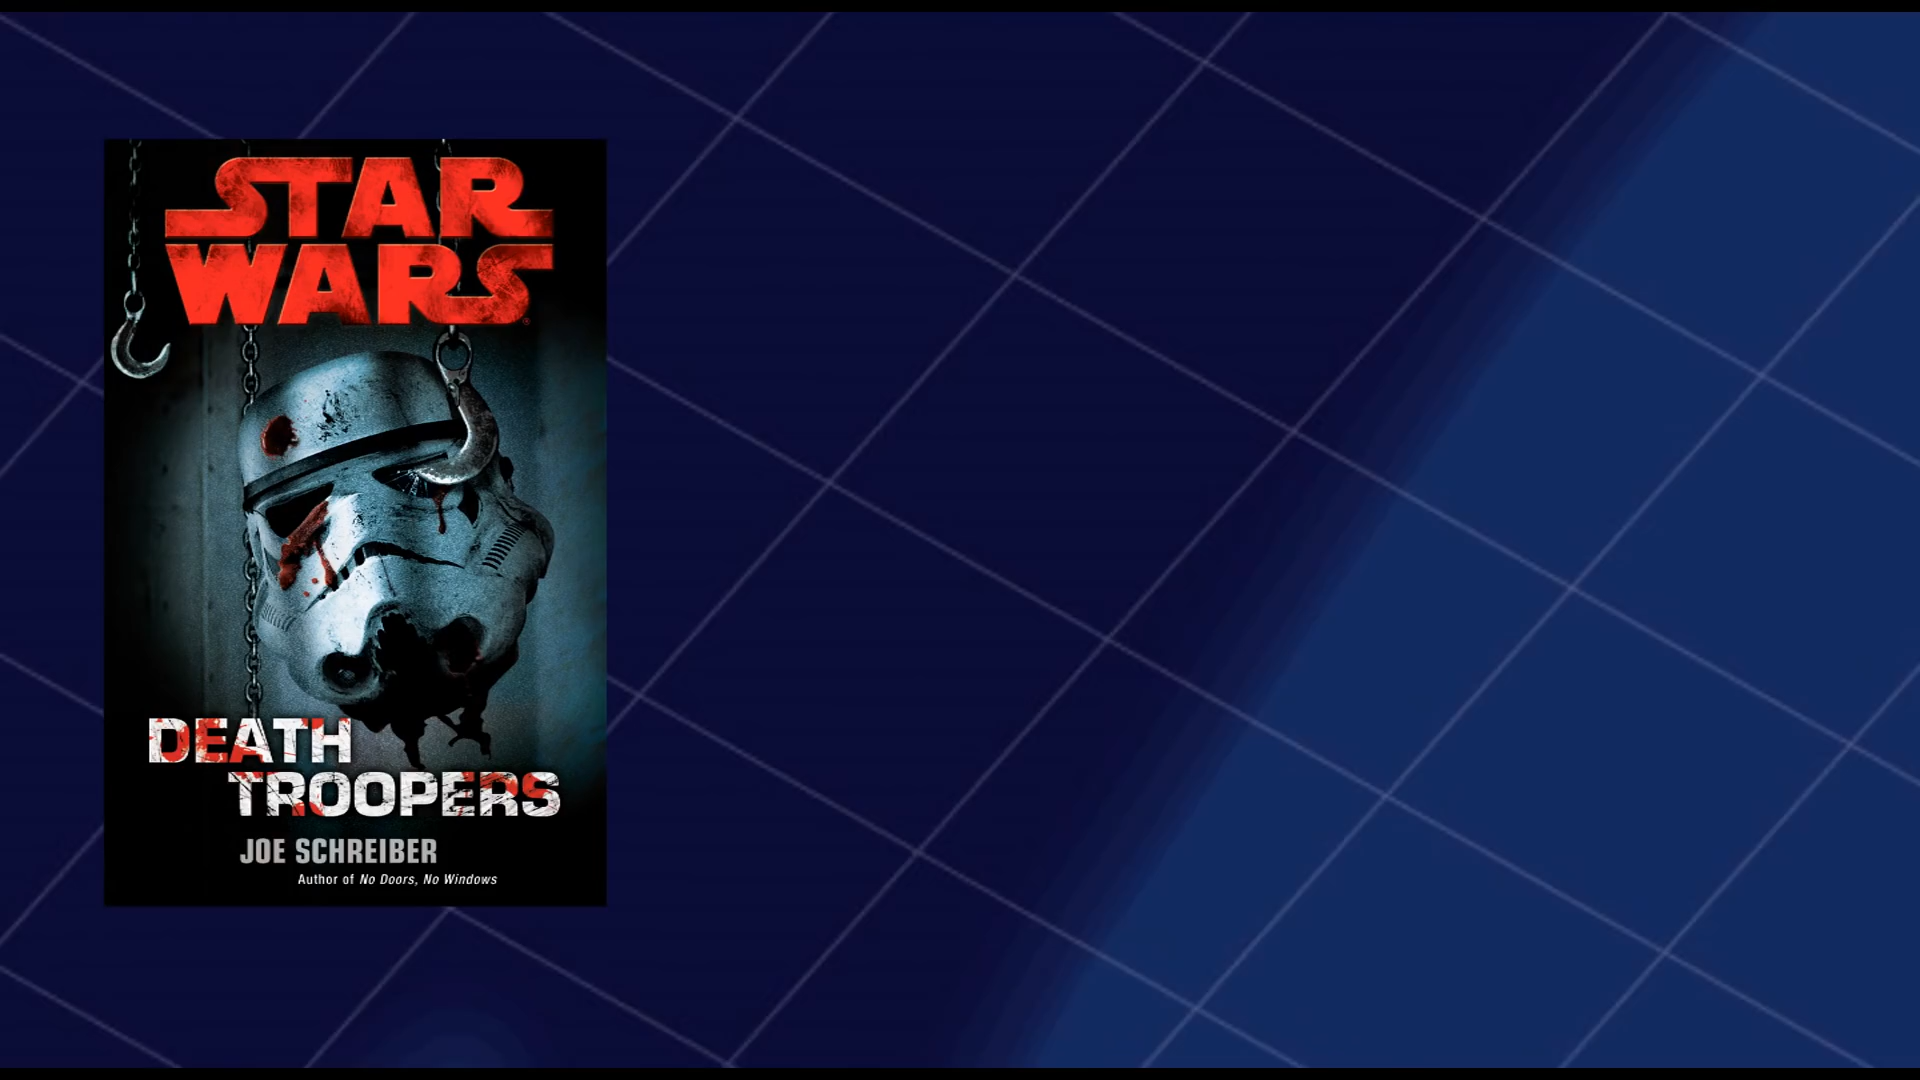 STAR
WARS
DEATH
TROOPERS
JOE SCHREIBER
Author of No Doors, No Windows